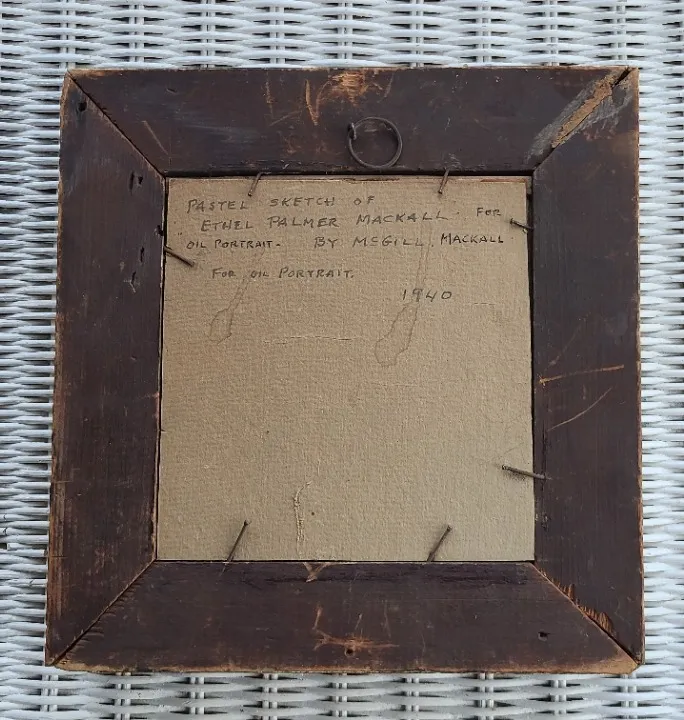 PASTEL SKETCH OF
ETHEL PALMER MACKALL. FOR
OIL PORTRAIT. BY MCGILL MACKALL
FOR OIL PORTRAIT.
1940